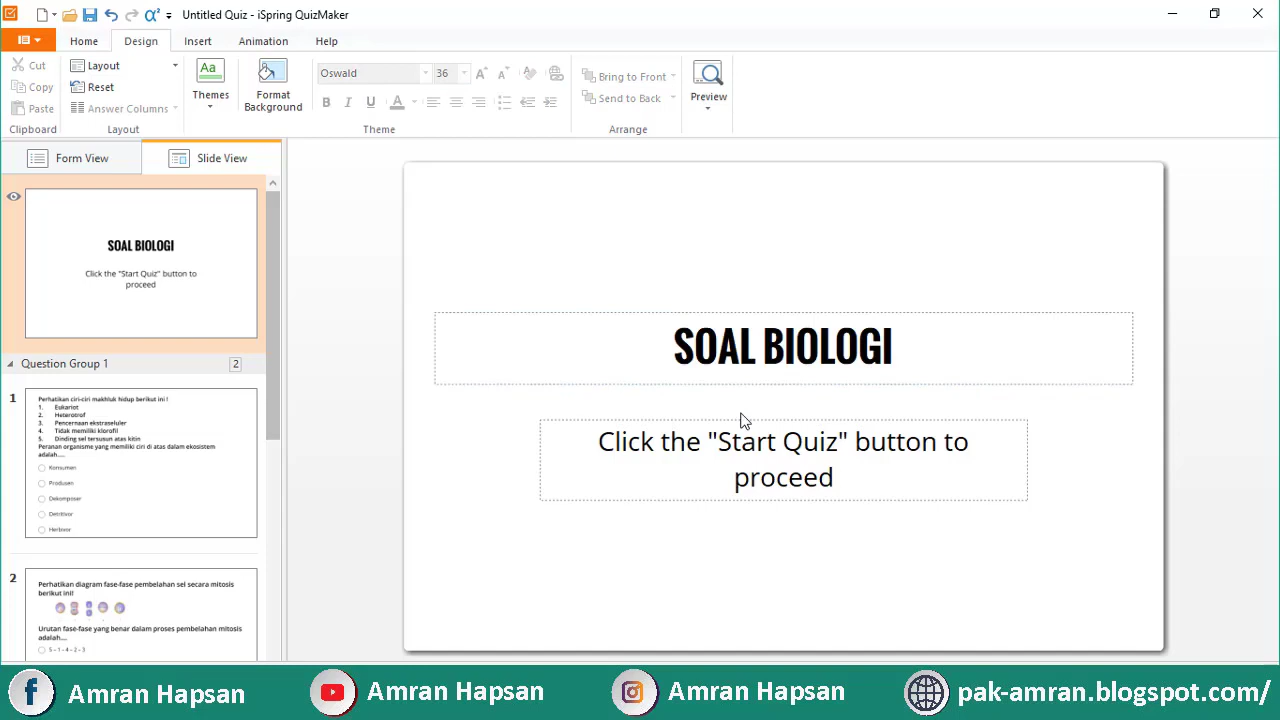 Untitled Quiz - iSpring QuizMaker
Home Design Insert Animation Help
Cut
Copy
Paste
Clipboard
Layout
Reset
Answer Columns
Layout
Aa
Themes
Format
Background
Oswald 36
B I U A
Theme
Bring to Front
Send to Back
Arrange
Preview
Form View
Slide View
SOAL BIOLOGI
Click the "Start Quiz" button to
proceed
Question Group 1 2
1
Perhatikan ciri-ciri makhluk hidup berikut ini !
1. Eukariot
2. Heterotrof
3. Pencernaan ekstraseluler
4. Tidak memiliki klorofil
5. Dinding sel tersusun atas kitin
Peranan organisme yang memiliki ciri di atas dalam ekosistem
adalah.....
Konsumen
Produsen
Dekomposer
Detritivor
Herbivor
2
Perhatikan diagram fase-fase pembelahan sel secara mitosis
berikut ini!
Urutan fase-fase yang benar dalam proses pembelahan mitosis
adalah....
5 - 1 - 4 - 2 - 3
SOAL BIOLOGI
Click the "Start Quiz" button to
proceed
Amran Hapsan
Amran Hapsan
Amran Hapsan
pak-amran.blogspot.com/